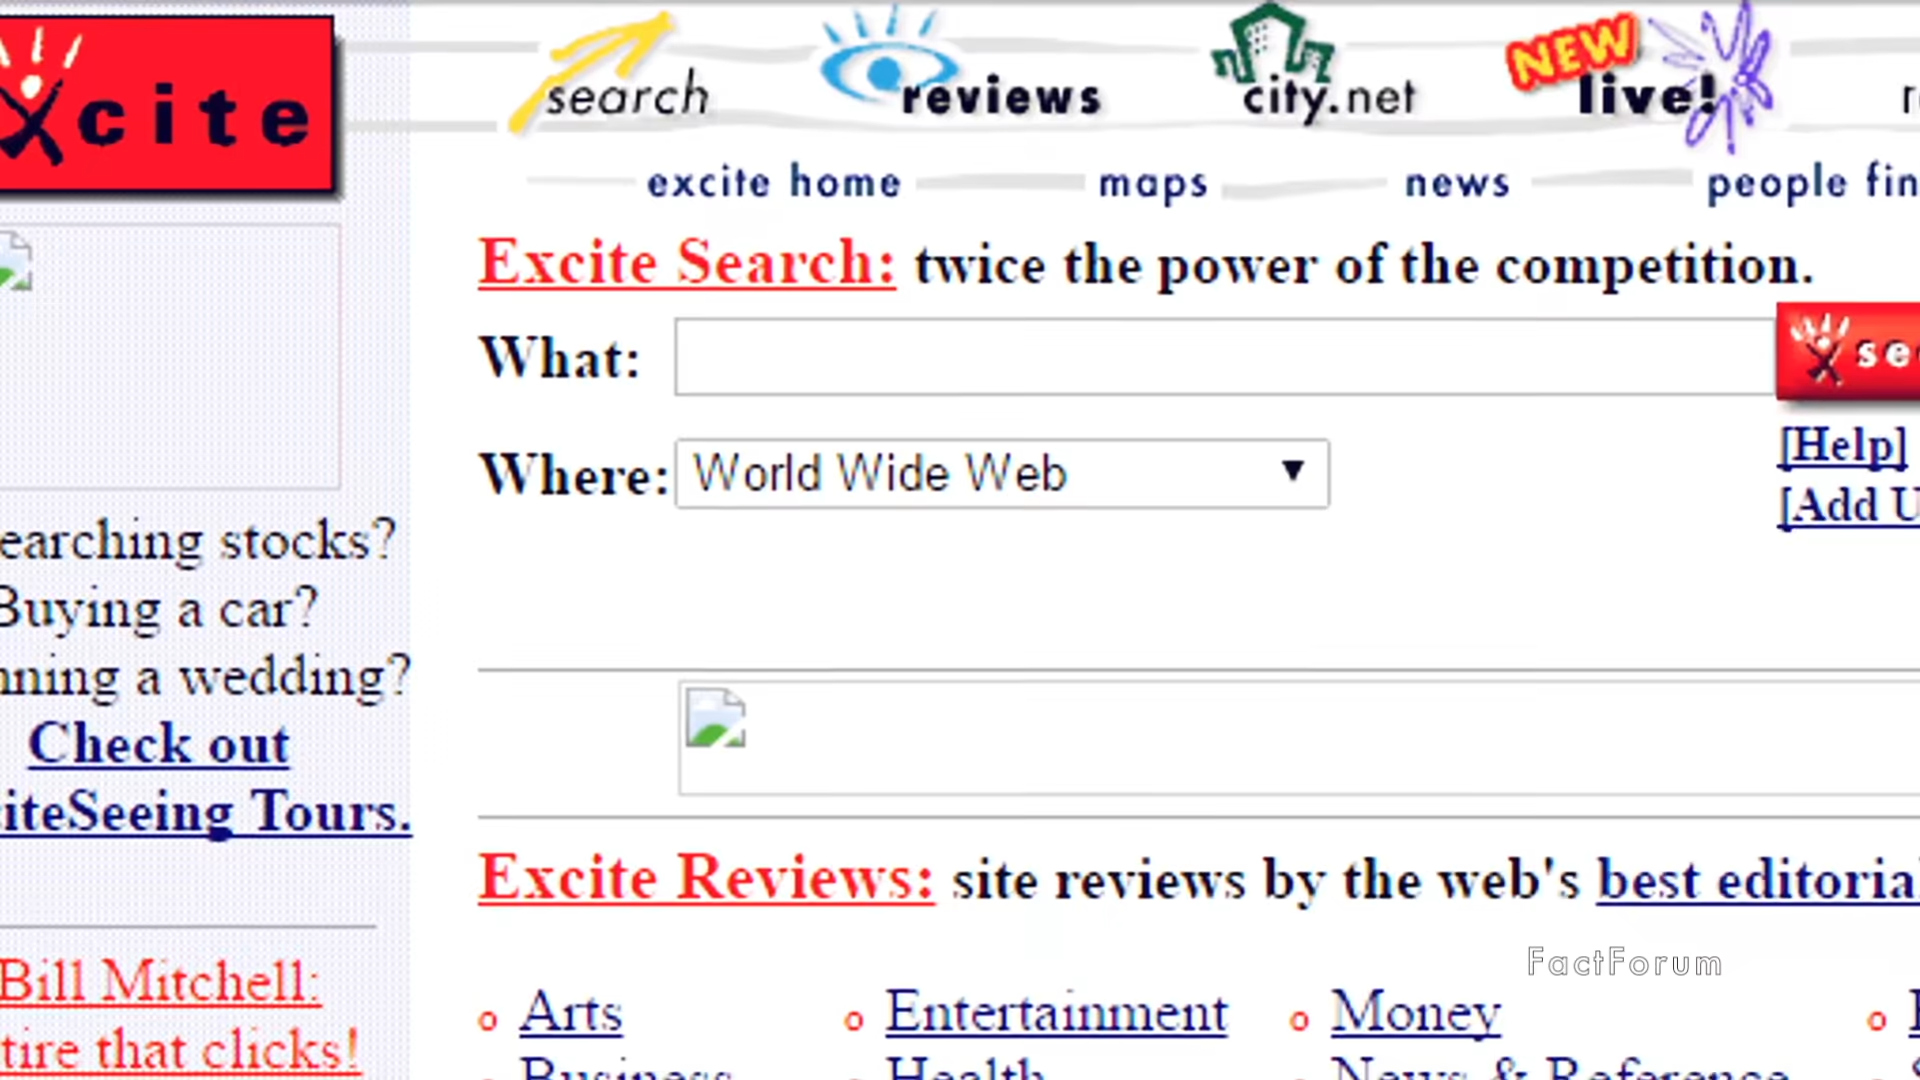 xcite
search
reviews
city.net
NEW
live!
excite home
maps
news
people fin
Excite Search: twice the power of the competition.
What:
Where: World Wide Web
[Help]
[Add U
earching stocks?
Buying a car?
nning a wedding?
Check out
iteSeeing Tours.
Excite Reviews: site reviews by the web's best editoria
Bill Mitchell:
tire that clicks!
Arts
Entertainment
Money
Business
Health
News & Reference
FactForum